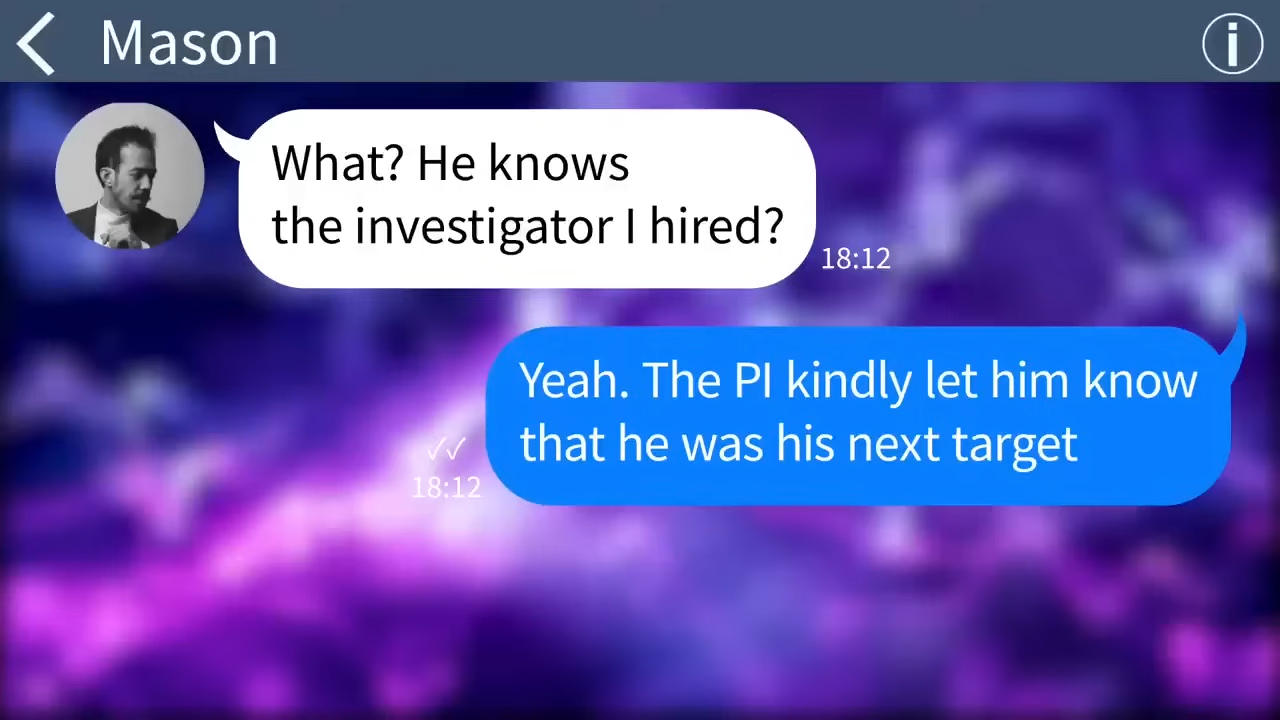 Mason
What? He knows
the investigator I hired?
18:12
Yeah. The PI kindly let him know
that he was his next target
18:12